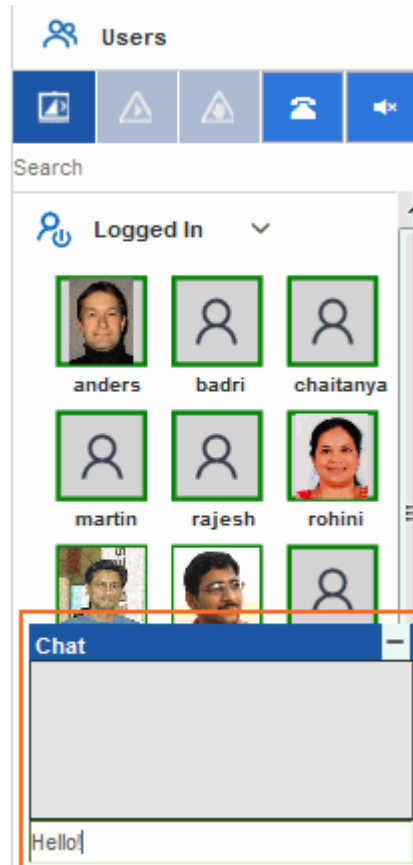 Users
Search
Logged In
anders badri chaitanya
martin rajesh rohini
Chat
Hello!